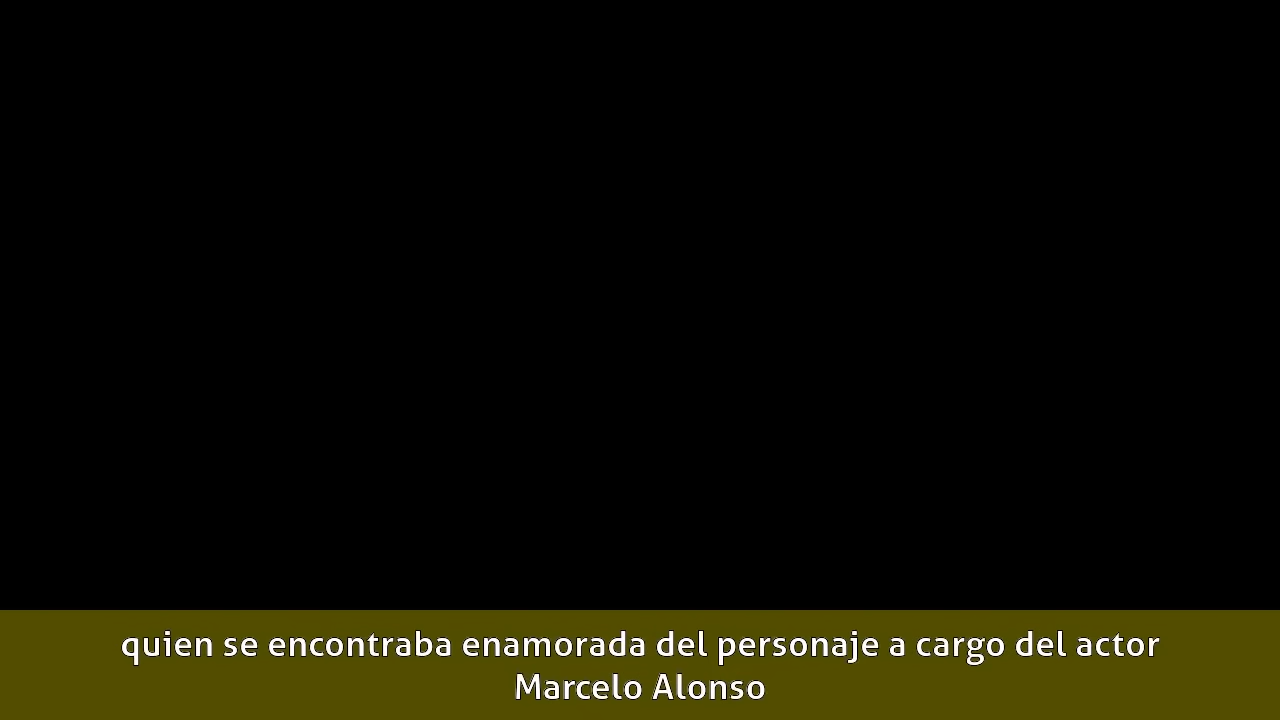 quien se encontraba enamorada del personaje a cargo del actor
Marcelo Alonso